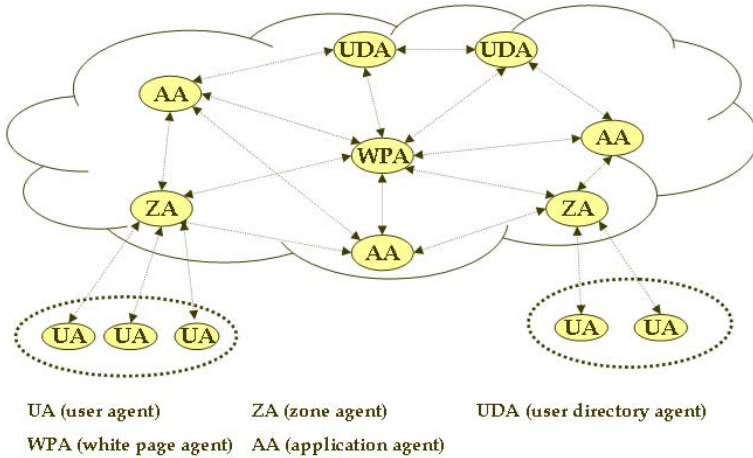 UDA UDA
AA
AA
WPA
ZA ZA
AA
UA UA UA UA UA
UA (user agent) ZA (zone agent) UDA (user directory agent)
WPA (white page agent) AA (application agent)